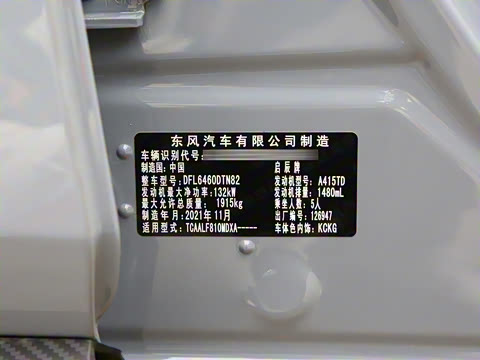 东风汽车有限公司制造
车辆识别代号:
制造国: 中国 启辰牌
整车型号: DFL6460DTN82 发动机型号: A415TD
发动机最大净功率: 132kW 发动机排量: 1480mL
最大允许总质量: 1915kg 乘坐人数: 5人
制造年月: 2021年11月 出厂编号: 126947
适用型式: TCAALF810MDXA----- 车体色内饰: KCKG